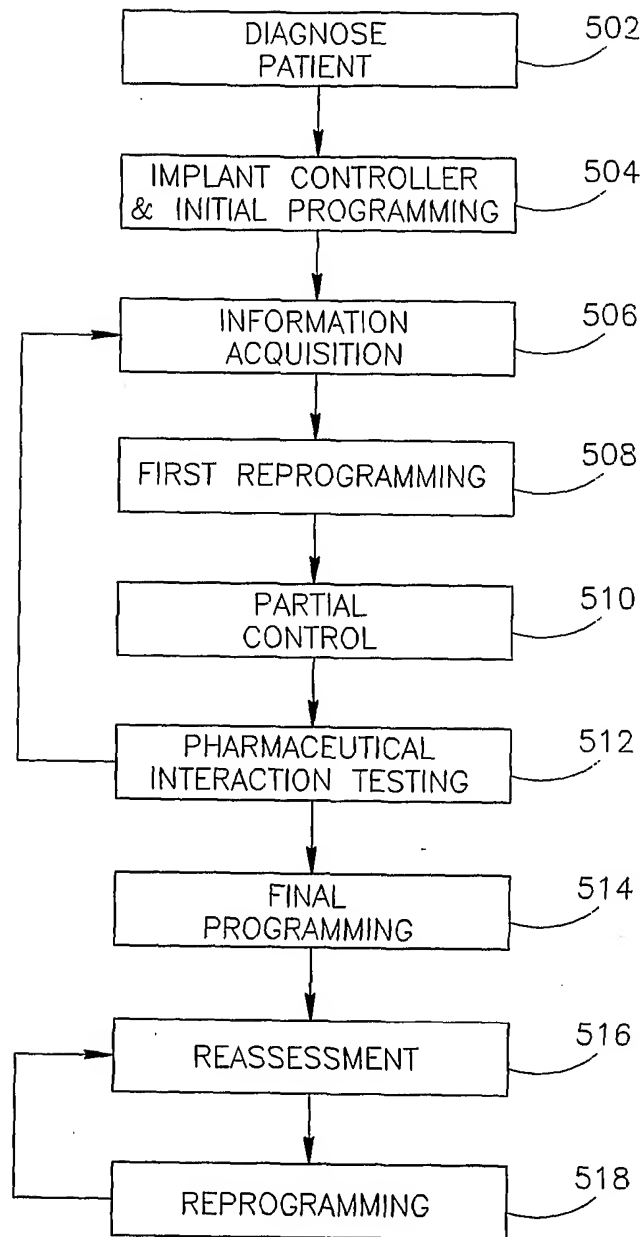 DIAGNOSE
PATIENT
502
IMPLANT CONTROLLER
& INITIAL PROGRAMMING
504
INFORMATION
ACQUISITION
506
FIRST REPROGRAMMING
508
PARTIAL
CONTROL
510
PHARMACEUTICAL
INTERACTION TESTING
512
FINAL
PROGRAMMING
514
REASSESSMENT
516
REPROGRAMMING
518